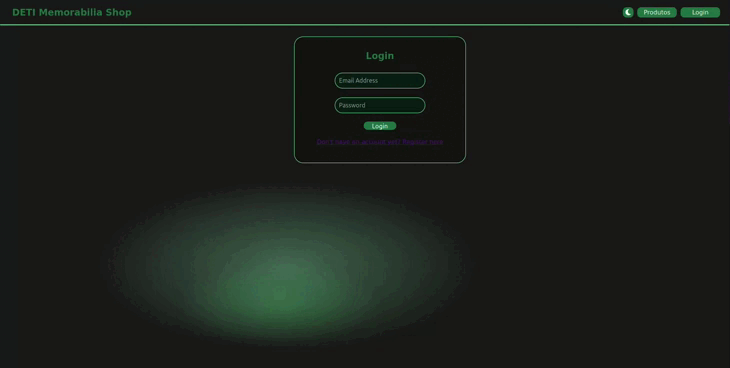 DETI Memorabilia Shop
Produtos
Login
Login
Email Address
Password
Login
Don't have an account yet? Register here